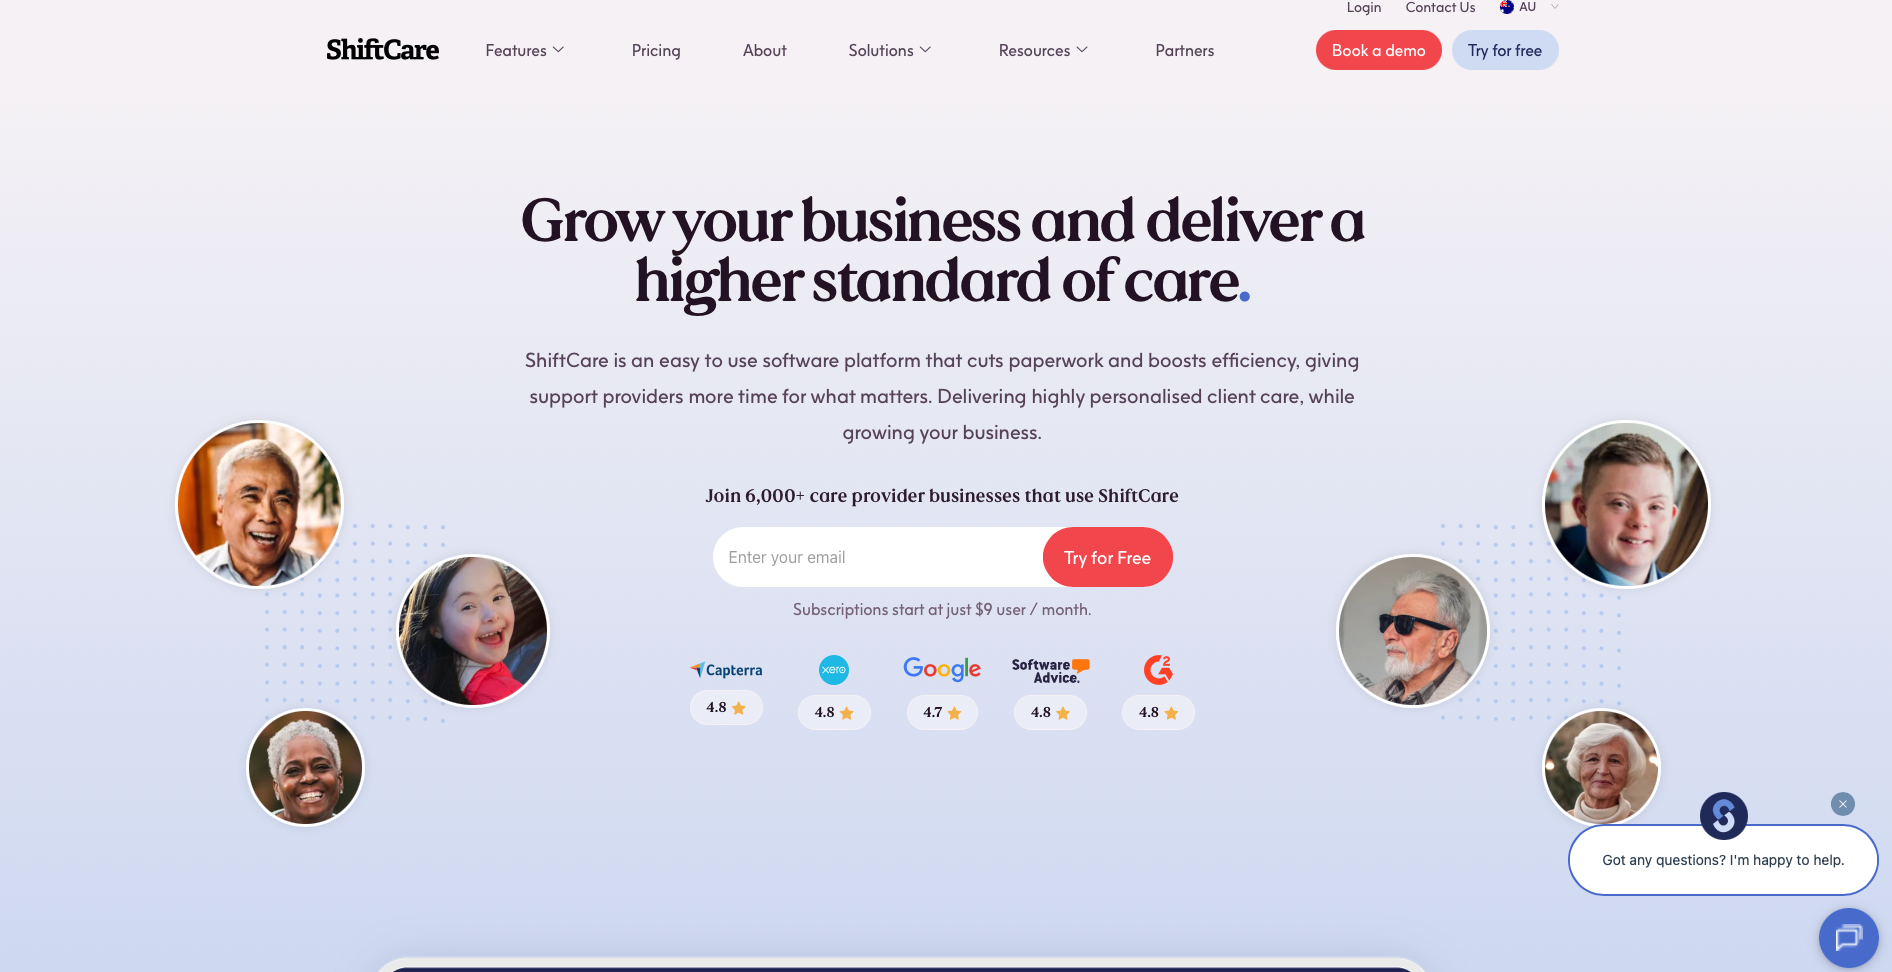 Login Contact Us AU
ShiftCare Features Pricing About Solutions Resources Partners Book a demo Try for free
Grow your business and deliver a
higher standard of care.
ShiftCare is an easy to use software platform that cuts paperwork and boosts efficiency, giving
support providers more time for what matters. Delivering highly personalised client care, while
growing your business.
Join 6,000+ care provider businesses that use ShiftCare
Enter your email Try for Free
Subscriptions start at just $9 user / month.
Capterra xero Google Software Advice. G2
4.8 4.8 4.7 4.8 4.8
Got any questions? I'm happy to help.